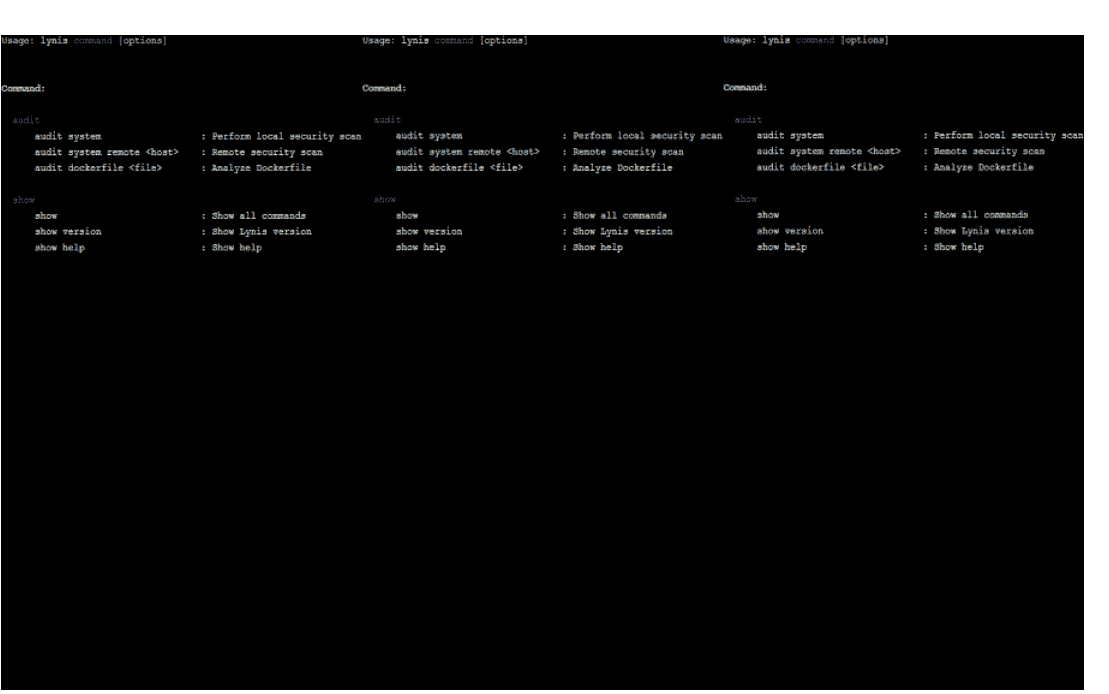 Usage: lynis command [options]
Command:
audit
audit system : Perform local security scan
audit system remote <host> : Remote security scan
audit dockerfile <file> : Analyze Dockerfile
show
show : Show all commands
show version : Show Lynis version
show help : Show help
Usage: lynis command [options]
Command:
audit
audit system : Perform local security scan
audit system remote <host> : Remote security scan
audit dockerfile <file> : Analyze Dockerfile
show
show : Show all commands
show version : Show Lynis version
show help : Show help
Usage: lynis command [options]
Command:
audit
audit system : Perform local security scan
audit system remote <host> : Remote security scan
audit dockerfile <file> : Analyze Dockerfile
show
show : Show all commands
show version : Show Lynis version
show help : Show help